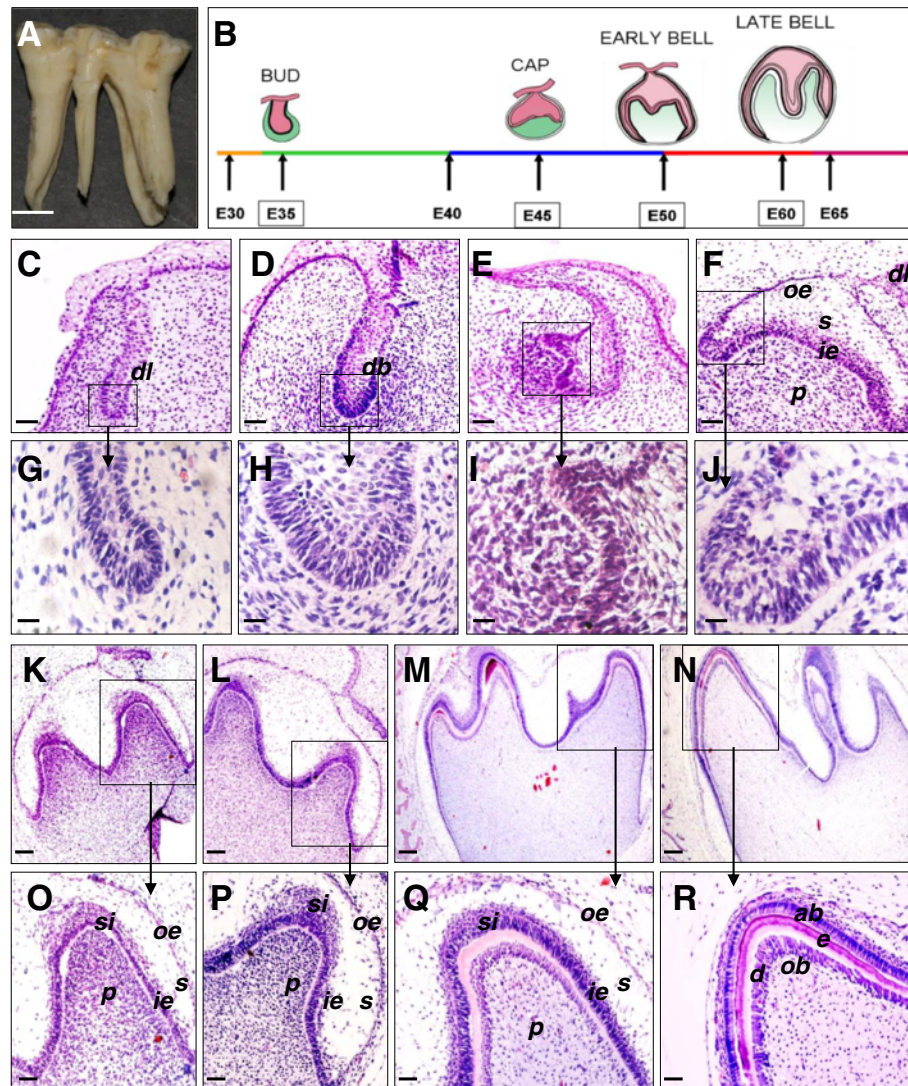 A
B
LATE BELL
EARLY BELL
CAP
BUD
E30 E35 E40 E45 E50 E60 E65
C
dl
D
db
E
F
dl
oe
s
ie
p
G
H
I
J
K
L
M
N
O
si
oe
s
p
ie
P
si
oe
p
ie
s
Q
oe
si
s
ie
p
R
ab
e
ob
d